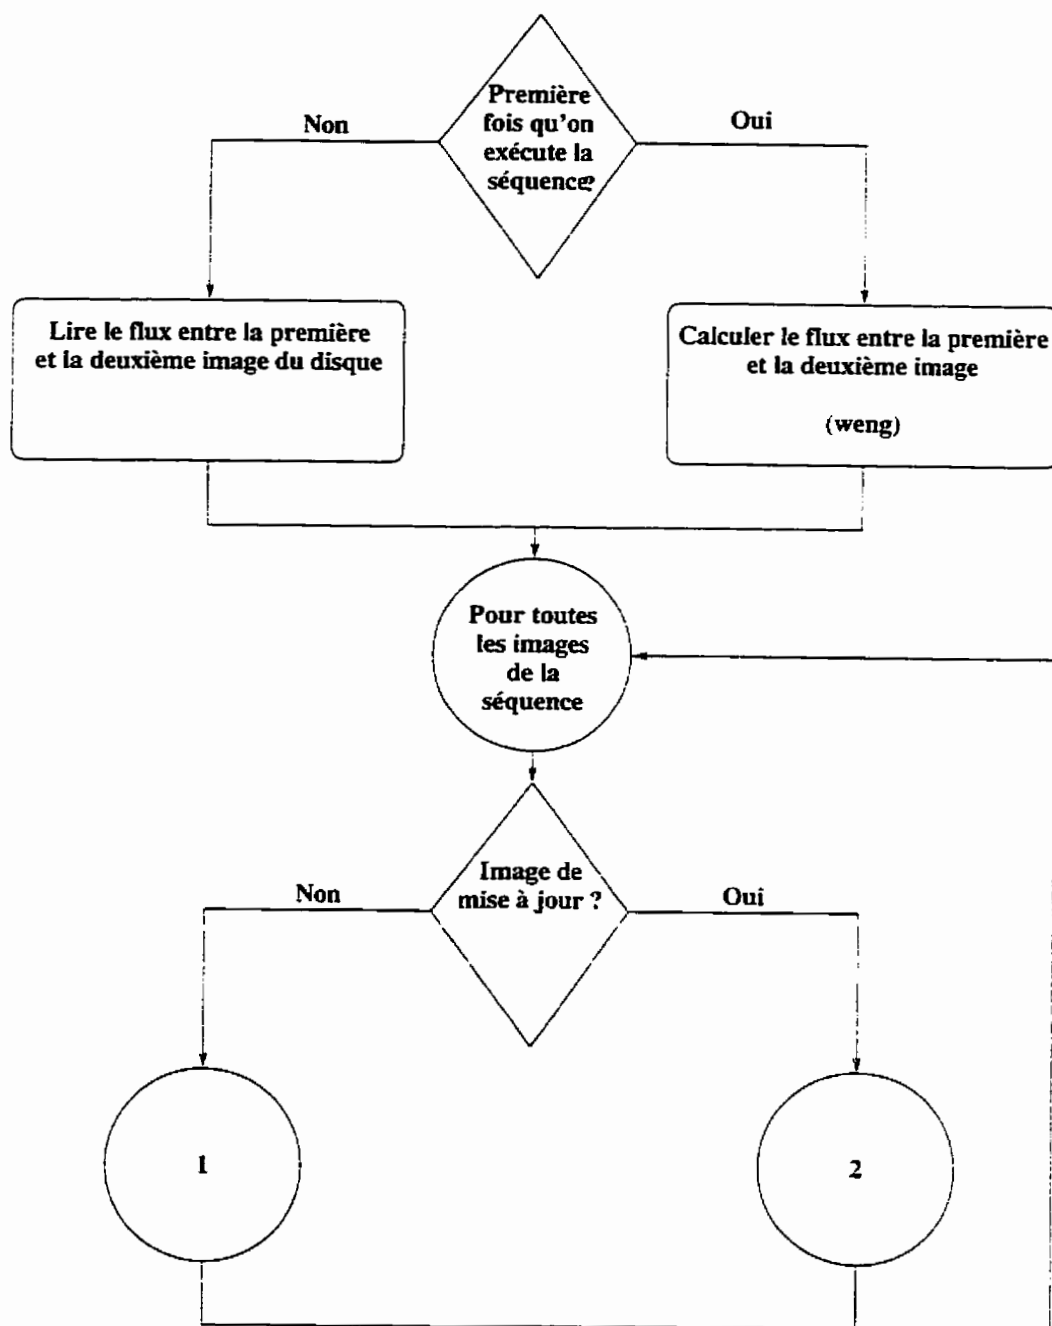 Première
fois qu'on
exécute la
séquence?
Non
Oui
Lire le flux entre la première
et la deuxième image du disque
Calculer le flux entre la première
et la deuxième image
(weng)
Pour toutes
les images
de la
séquence
Image de
mise à jour ?
Non
Oui
1
2